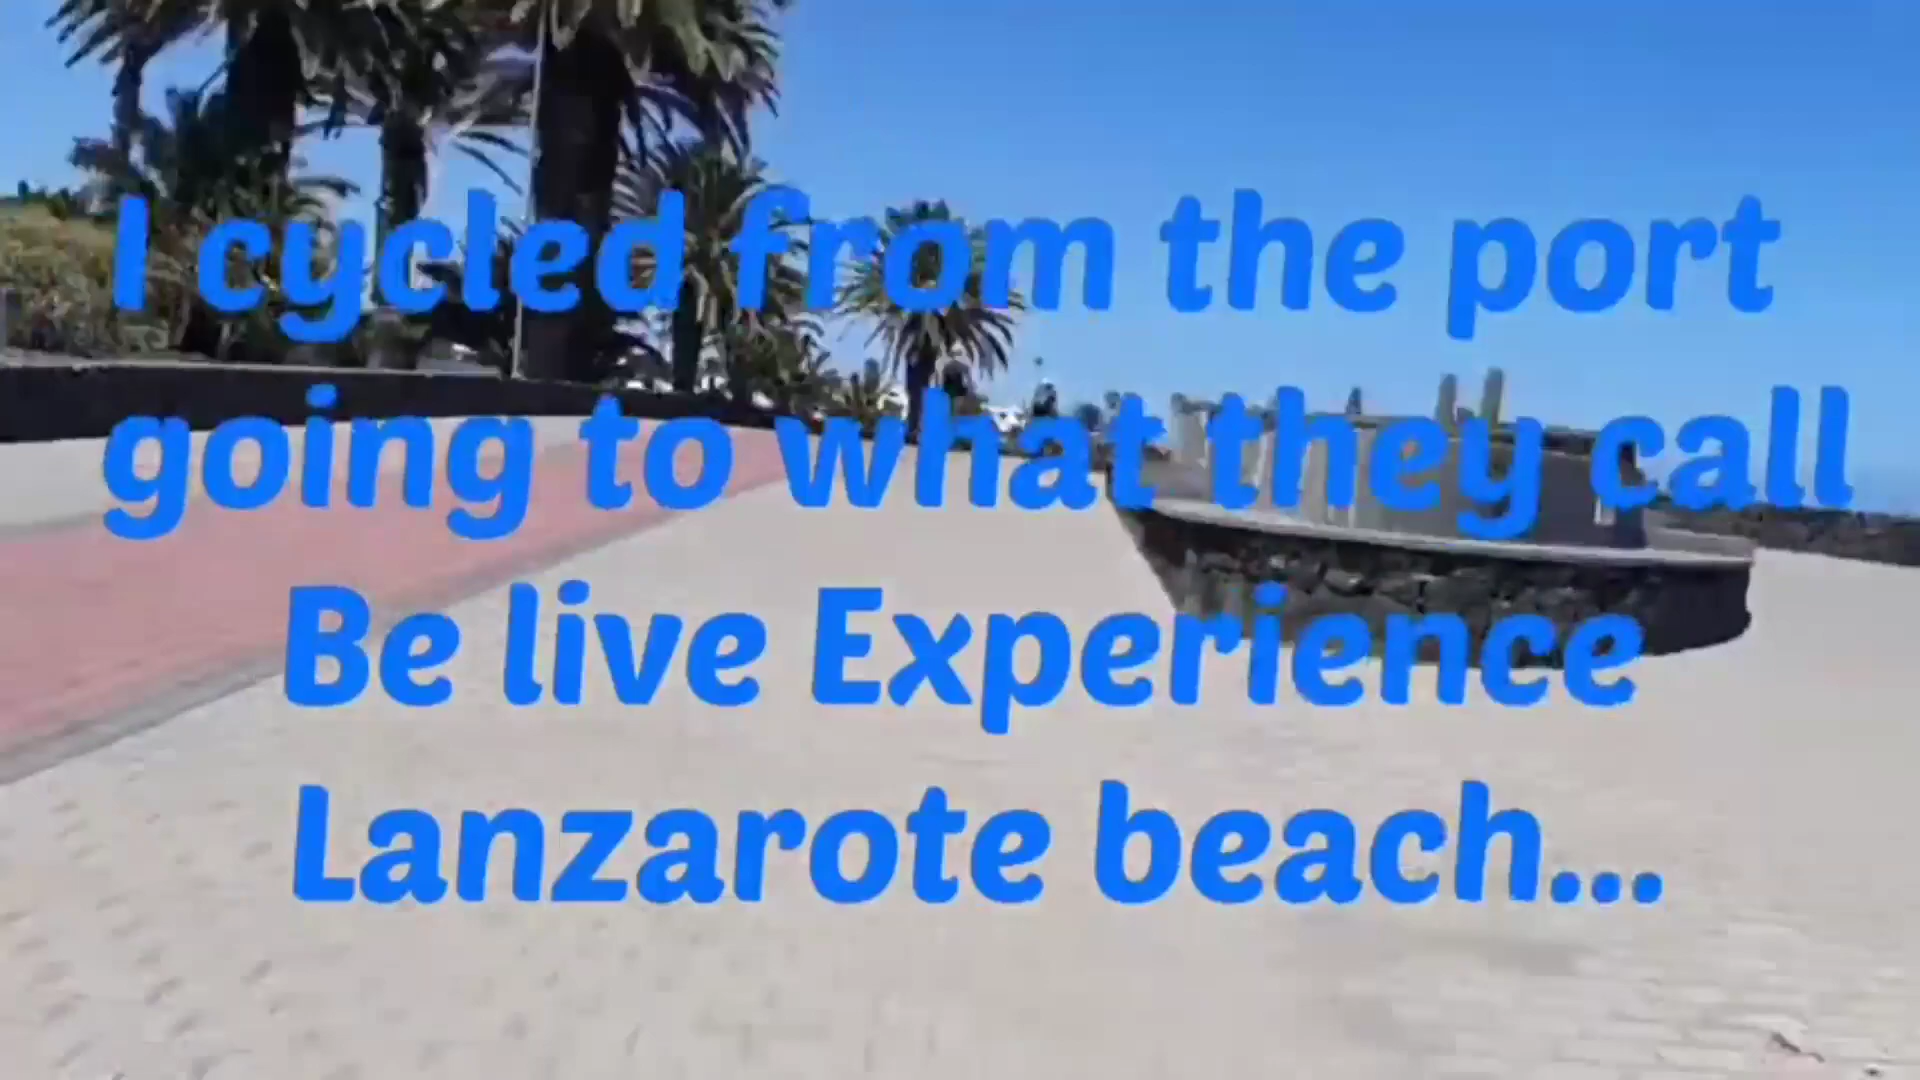 I cycled from the port
going to what they call
Be live Experience
Lanzarote beach...